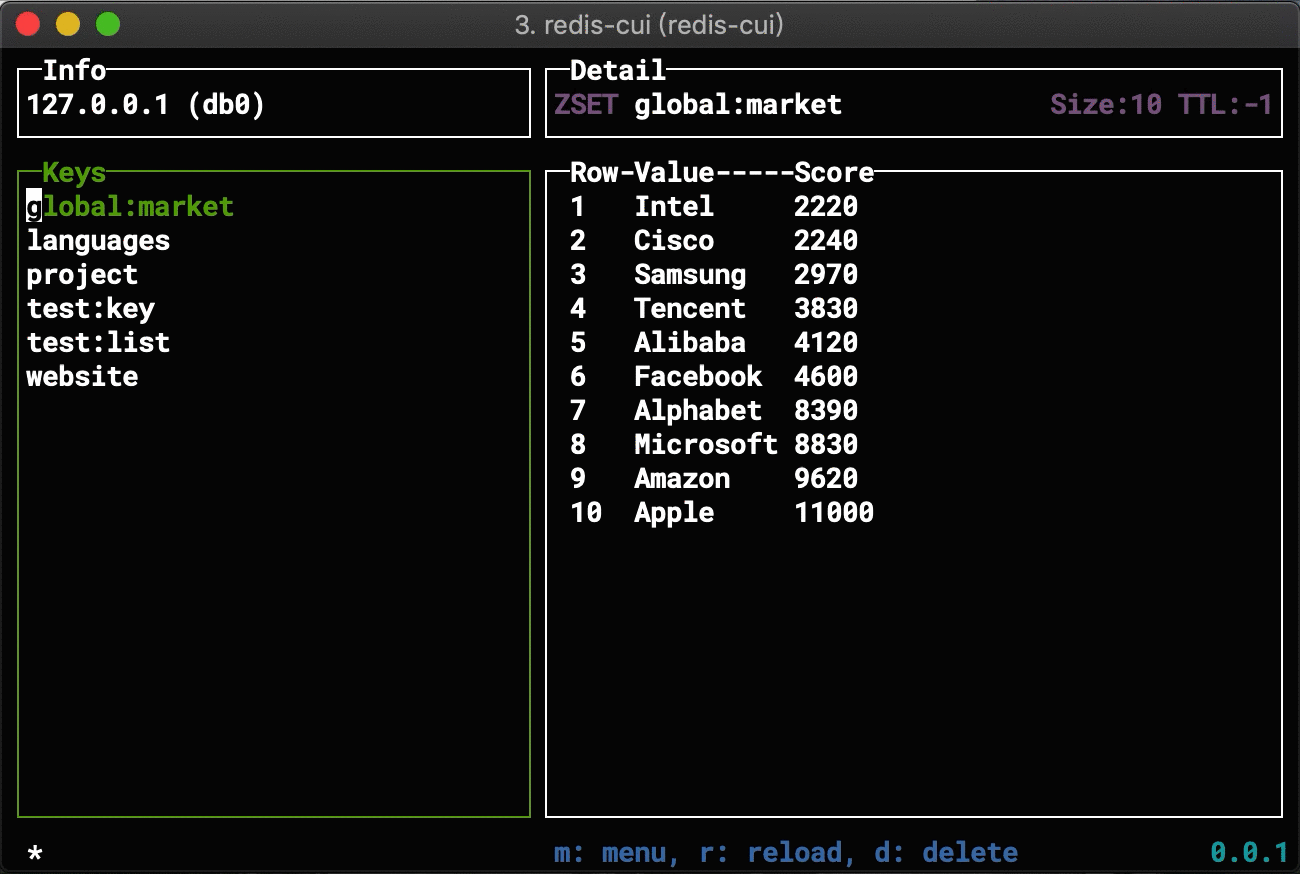 3. redis-cui (redis-cui)
Info
127.0.0.1 (db0)
Detail
ZSET global:market Size:10 TTL:-1
Keys
global:market
languages
project
test:key
test:list
website
Row-Value-----Score
1 Intel 2220
2 Cisco 2240
3 Samsung 2970
4 Tencent 3830
5 Alibaba 4120
6 Facebook 4600
7 Alphabet 8390
8 Microsoft 8830
9 Amazon 9620
10 Apple 11000
* m: menu, r: reload, d: delete 0.0.1